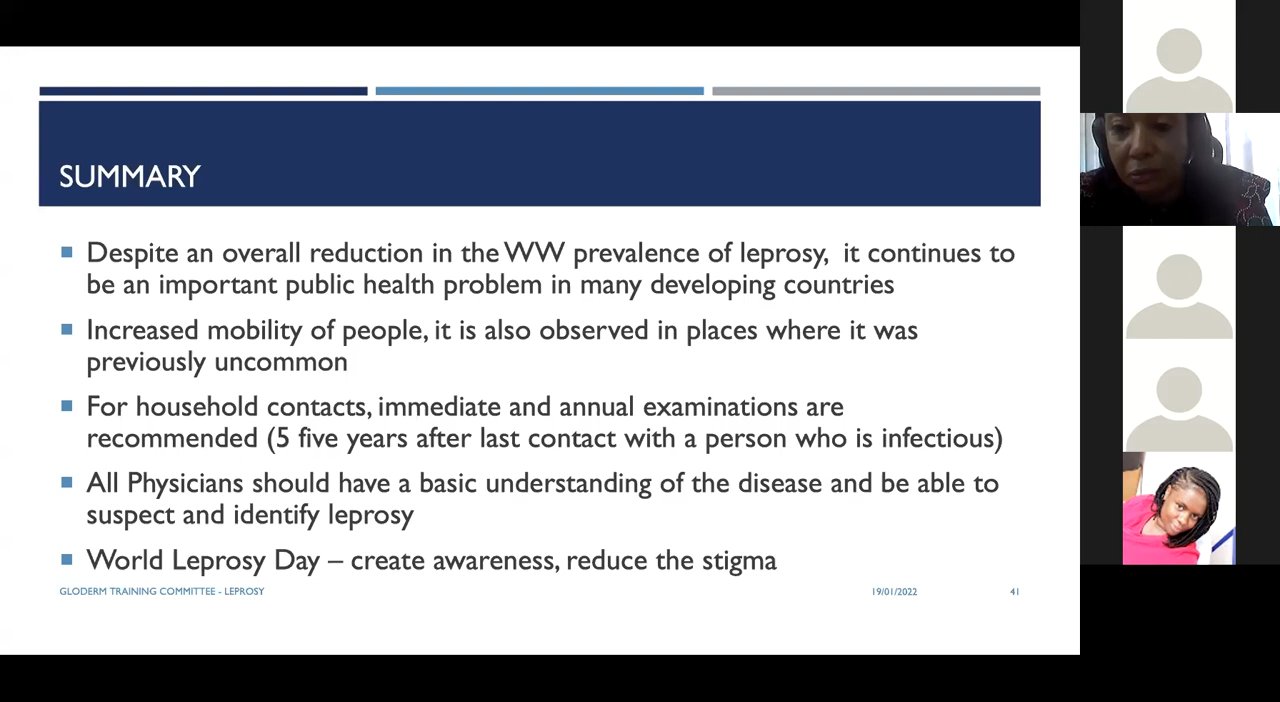 SUMMARY
Despite an overall reduction in the WW prevalence of leprosy, it continues to
be an important public health problem in many developing countries
Increased mobility of people, it is also observed in places where it was
previously uncommon
For household contacts, immediate and annual examinations are
recommended (5 five years after last contact with a person who is infectious)
All Physicians should have a basic understanding of the disease and be able to
suspect and identify leprosy
World Leprosy Day – create awareness, reduce the stigma
GLODERM TRAINING COMMITTEE - LEPROSY
19/01/2022
41